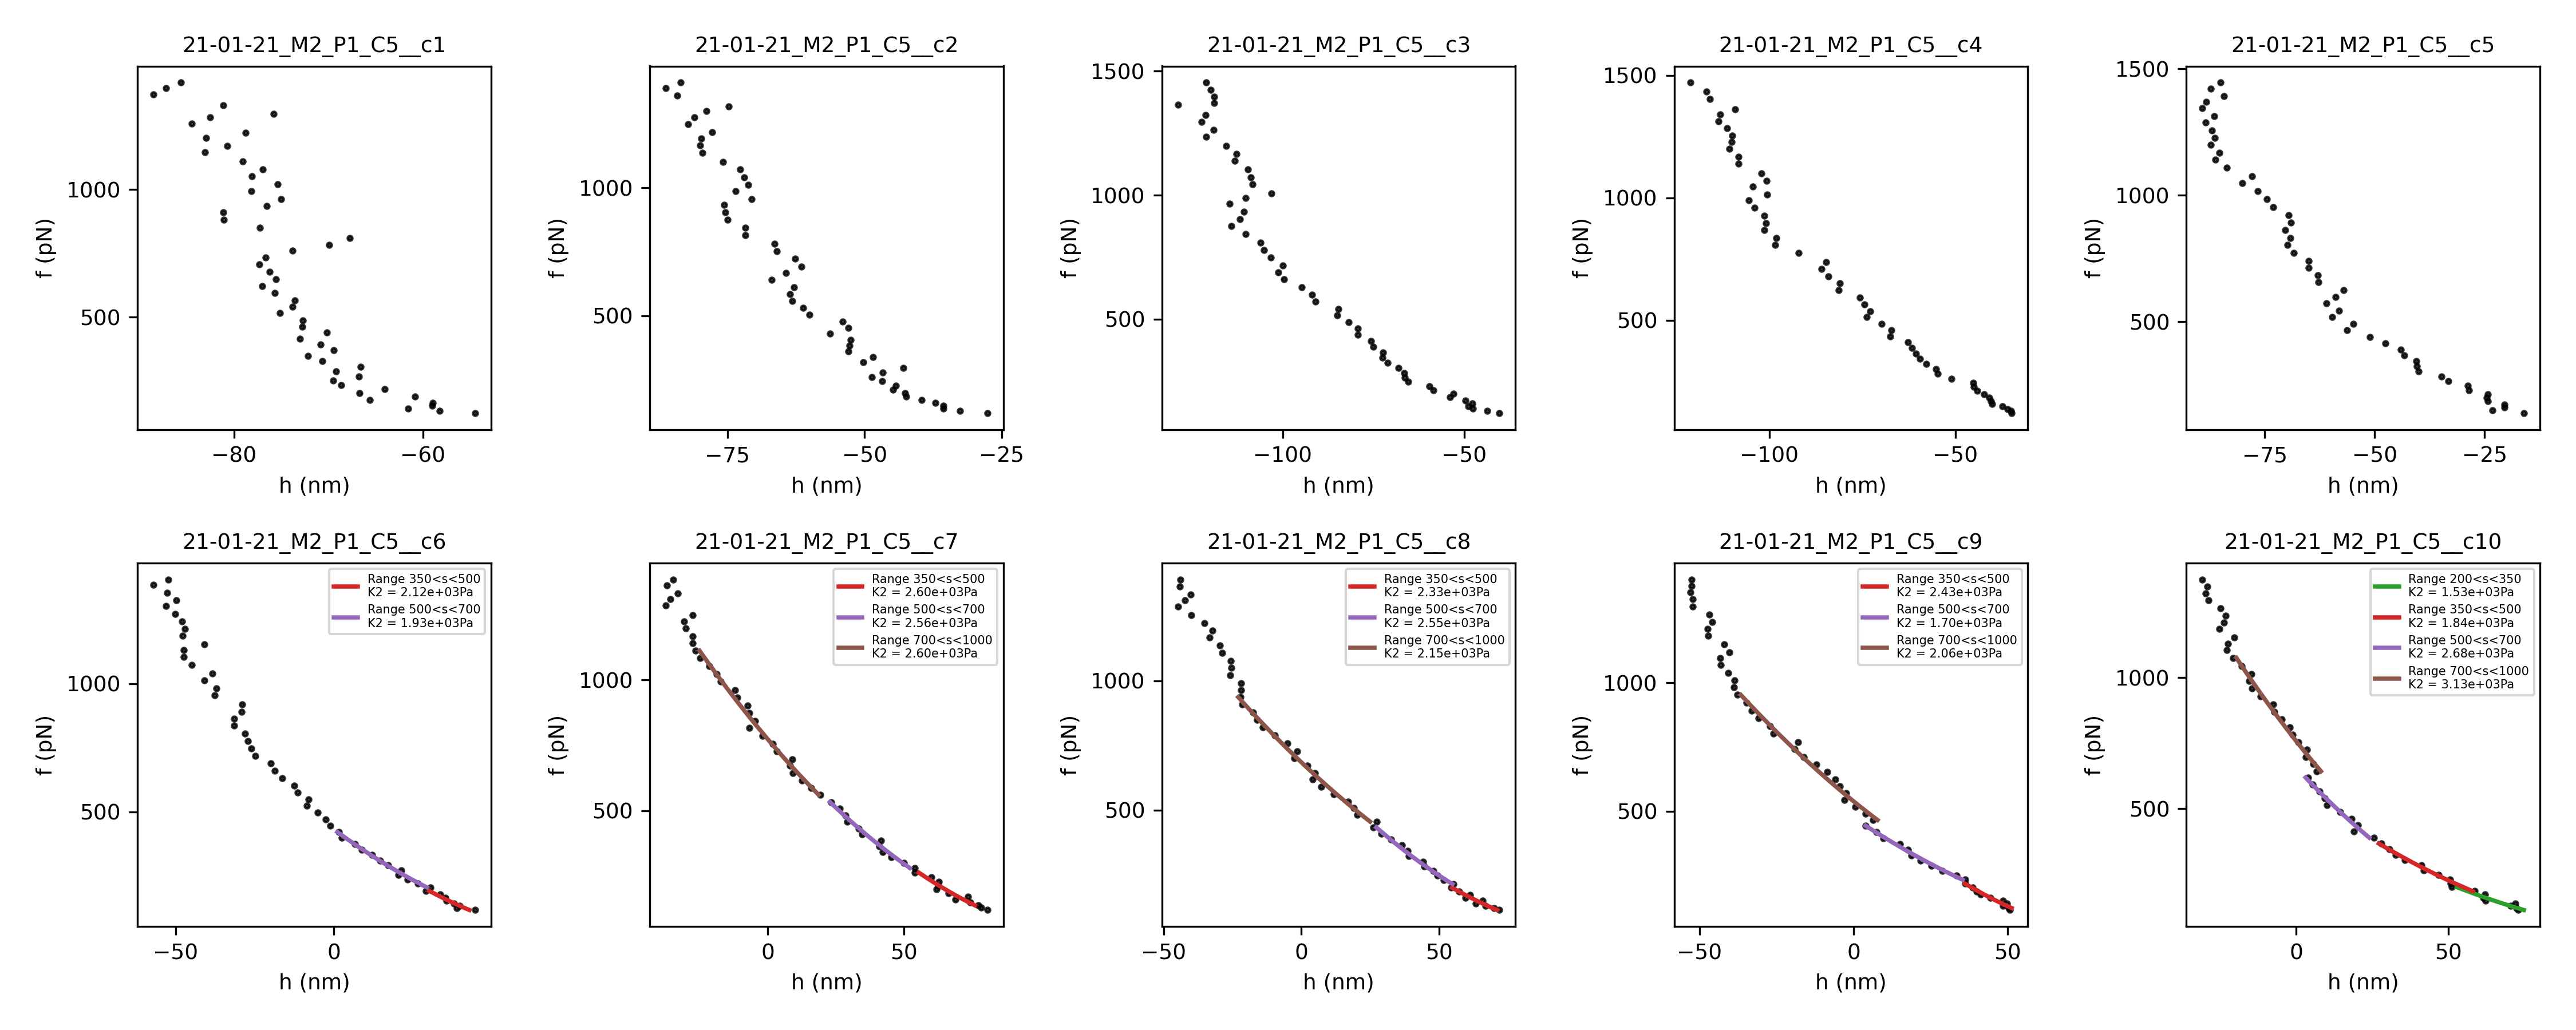 21-01-21_M2_P1_C5__c1
1000
500
f (pN)
−80
−60
h (nm)
21-01-21_M2_P1_C5__c2
1000
500
f (pN)
−75
−50
−25
h (nm)
21-01-21_M2_P1_C5__c3
1500
1000
500
f (pN)
−100
−50
h (nm)
21-01-21_M2_P1_C5__c4
1500
1000
500
f (pN)
−100
−50
h (nm)
21-01-21_M2_P1_C5__c5
1500
1000
500
f (pN)
−75
−50
−25
h (nm)
21-01-21_M2_P1_C5__c6
Range 350<s<500
K2 = 2.12e+03Pa
Range 500<s<700
K2 = 1.93e+03Pa
1000
500
f (pN)
−50
0
h (nm)
21-01-21_M2_P1_C5__c7
Range 350<s<500
K2 = 2.60e+03Pa
Range 500<s<700
K2 = 2.56e+03Pa
Range 700<s<1000
K2 = 2.60e+03Pa
1000
500
f (pN)
0
50
h (nm)
21-01-21_M2_P1_C5__c8
Range 350<s<500
K2 = 2.33e+03Pa
Range 500<s<700
K2 = 2.55e+03Pa
Range 700<s<1000
K2 = 2.15e+03Pa
1000
500
f (pN)
−50
0
50
h (nm)
21-01-21_M2_P1_C5__c9
Range 350<s<500
K2 = 2.43e+03Pa
Range 500<s<700
K2 = 1.70e+03Pa
Range 700<s<1000
K2 = 2.06e+03Pa
1000
500
f (pN)
−50
0
50
h (nm)
21-01-21_M2_P1_C5__c10
Range 200<s<350
K2 = 1.53e+03Pa
Range 350<s<500
K2 = 1.84e+03Pa
Range 500<s<700
K2 = 2.68e+03Pa
Range 700<s<1000
K2 = 3.13e+03Pa
1000
500
f (pN)
0
50
h (nm)